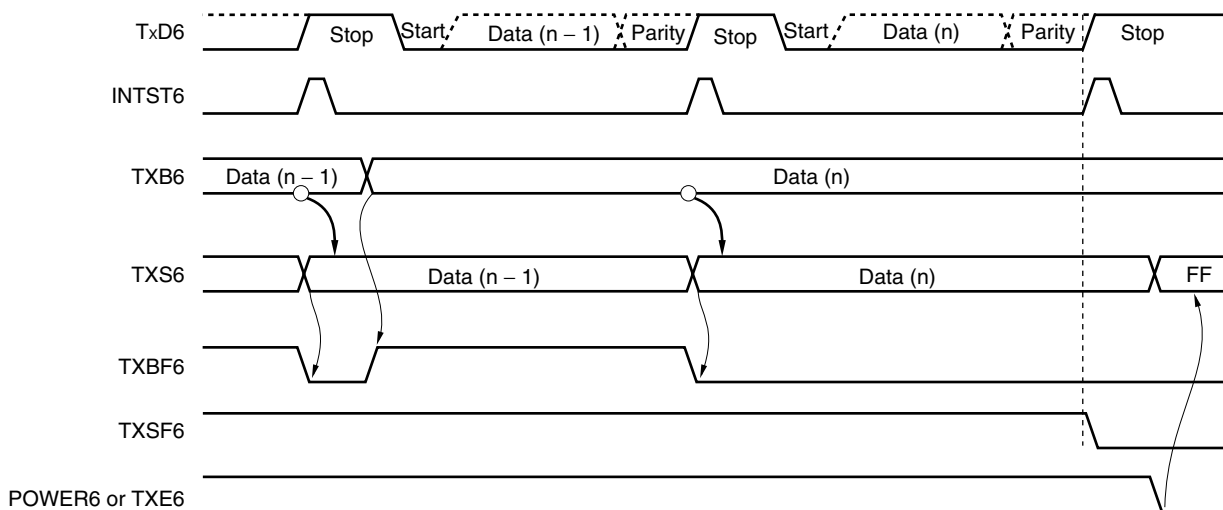 TxD6 Stop Start Data (n – 1) Parity Stop Start Data (n) Parity Stop
INTST6
TXB6 Data (n – 1) Data (n)
TXS6 Data (n – 1) Data (n) FF
TXBF6
TXSF6
POWER6 or TXE6